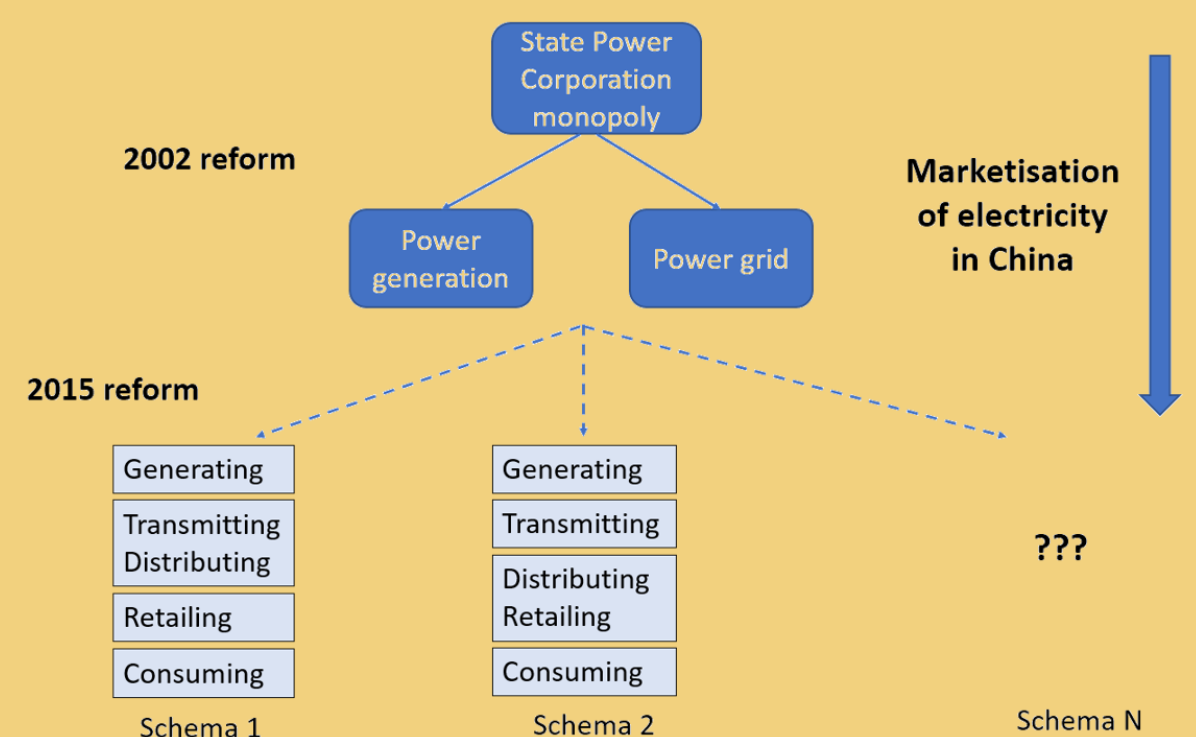 State Power
Corporation
monopoly
2002 reform
Marketisation
of electricity
in China
Power
generation
Power grid
2015 reform
Generating
Transmitting
Distributing
Retailing
Consuming
Schema 1
Generating
Transmitting
Distributing
Retailing
Consuming
Schema 2
???
Schema N